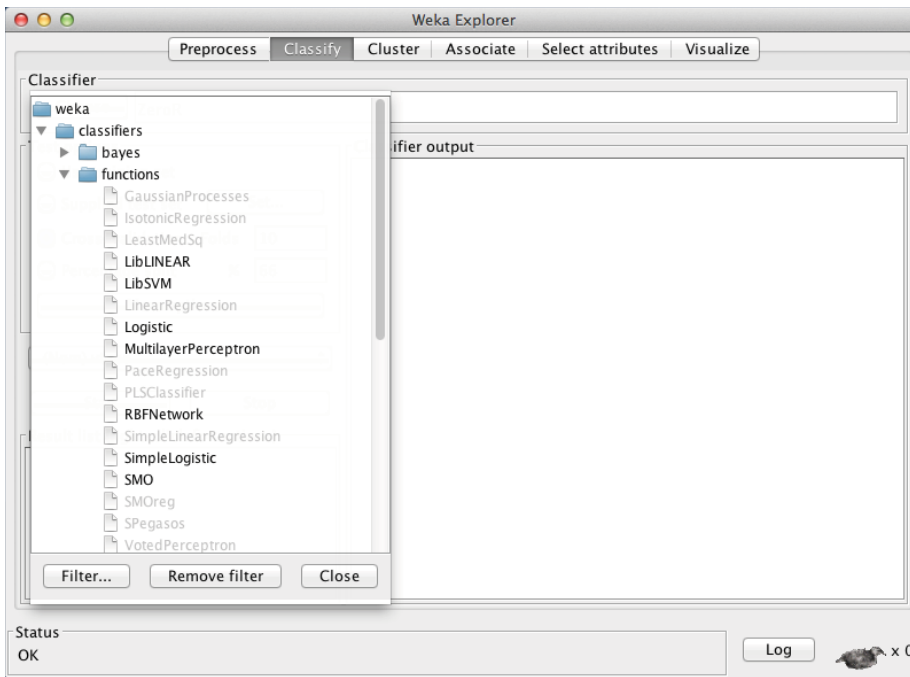 Weka Explorer
Preprocess Classify Cluster Associate Select attributes Visualize
Classifier
weka
classifiers
bayes
functions
GaussianProcesses
IsotonicRegression
LeastMedSq
LibLINEAR
LibSVM
LinearRegression
Logistic
MultilayerPerceptron
PaceRegression
PLSClassifier
RBFNetwork
SimpleLinearRegression
SimpleLogistic
SMO
SMOreg
SPegasos
VotedPerceptron
Filter... Remove filter Close
ifier output
Status
OK
Log
x 0